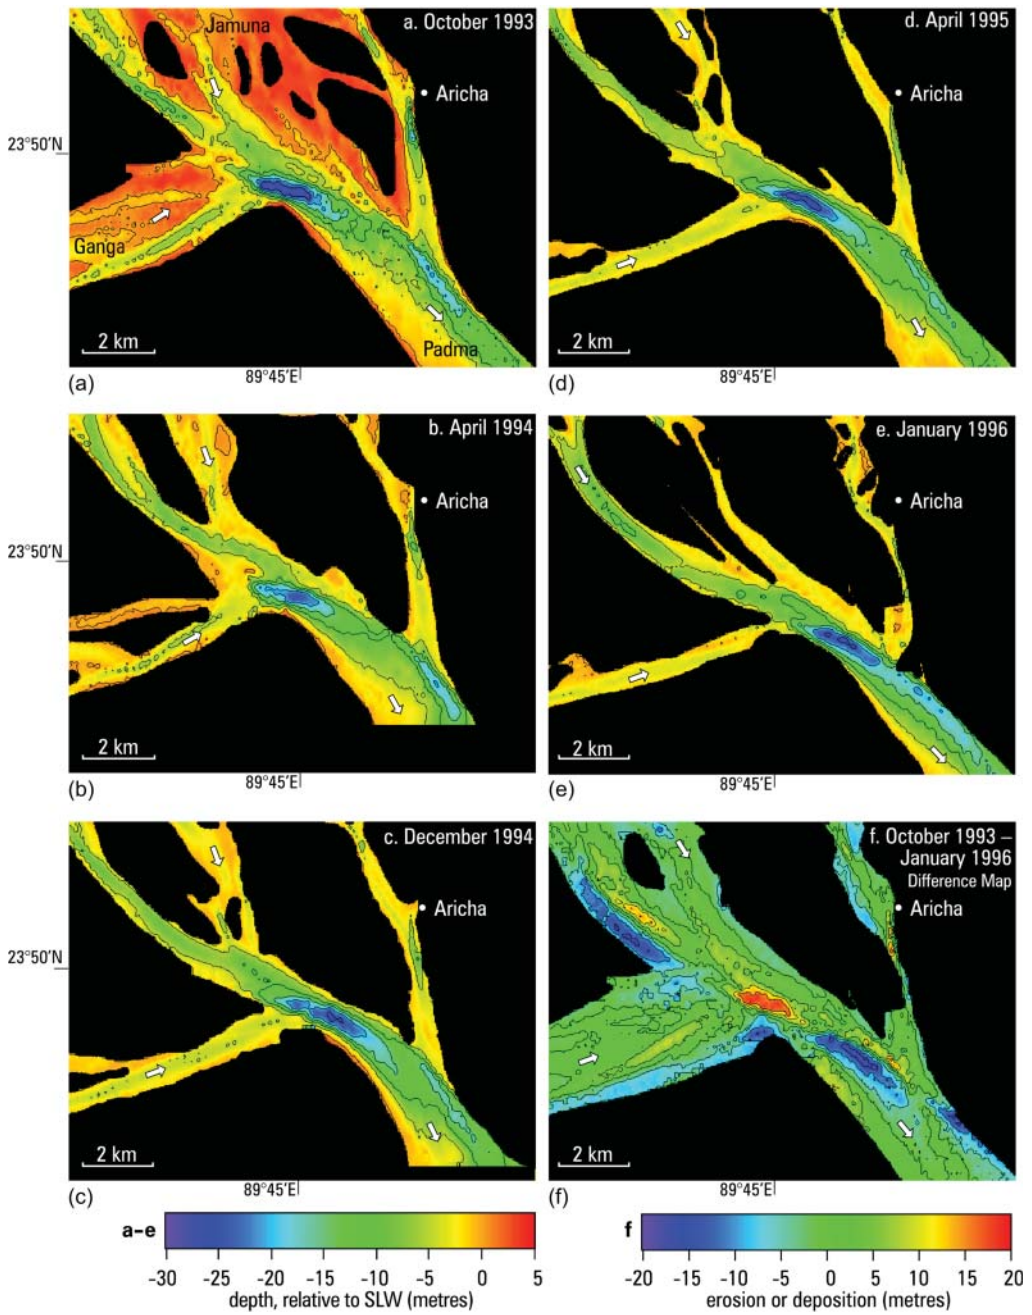 a. October 1993
Jamuna
Aricha
23°50'N
Ganga
Padma
2 km
(a)
89°45'E
d. April 1995
Aricha
2 km
(d)
89°45'E
b. April 1994
Aricha
23°50'N
2 km
(b)
89°45'E
e. January 1996
Aricha
2 km
(e)
89°45'E
c. December 1994
Aricha
23°50'N
2 km
(c)
89°45'E
f. October 1993 –
January 1996
Difference Map
Aricha
2 km
(f)
89°45'E
a–e
-30 -25 -20 -15 -10 -5 0 5
depth, relative to SLW (metres)
f
-20 -15 -10 -5 0 5 10 15 20
erosion or deposition (metres)